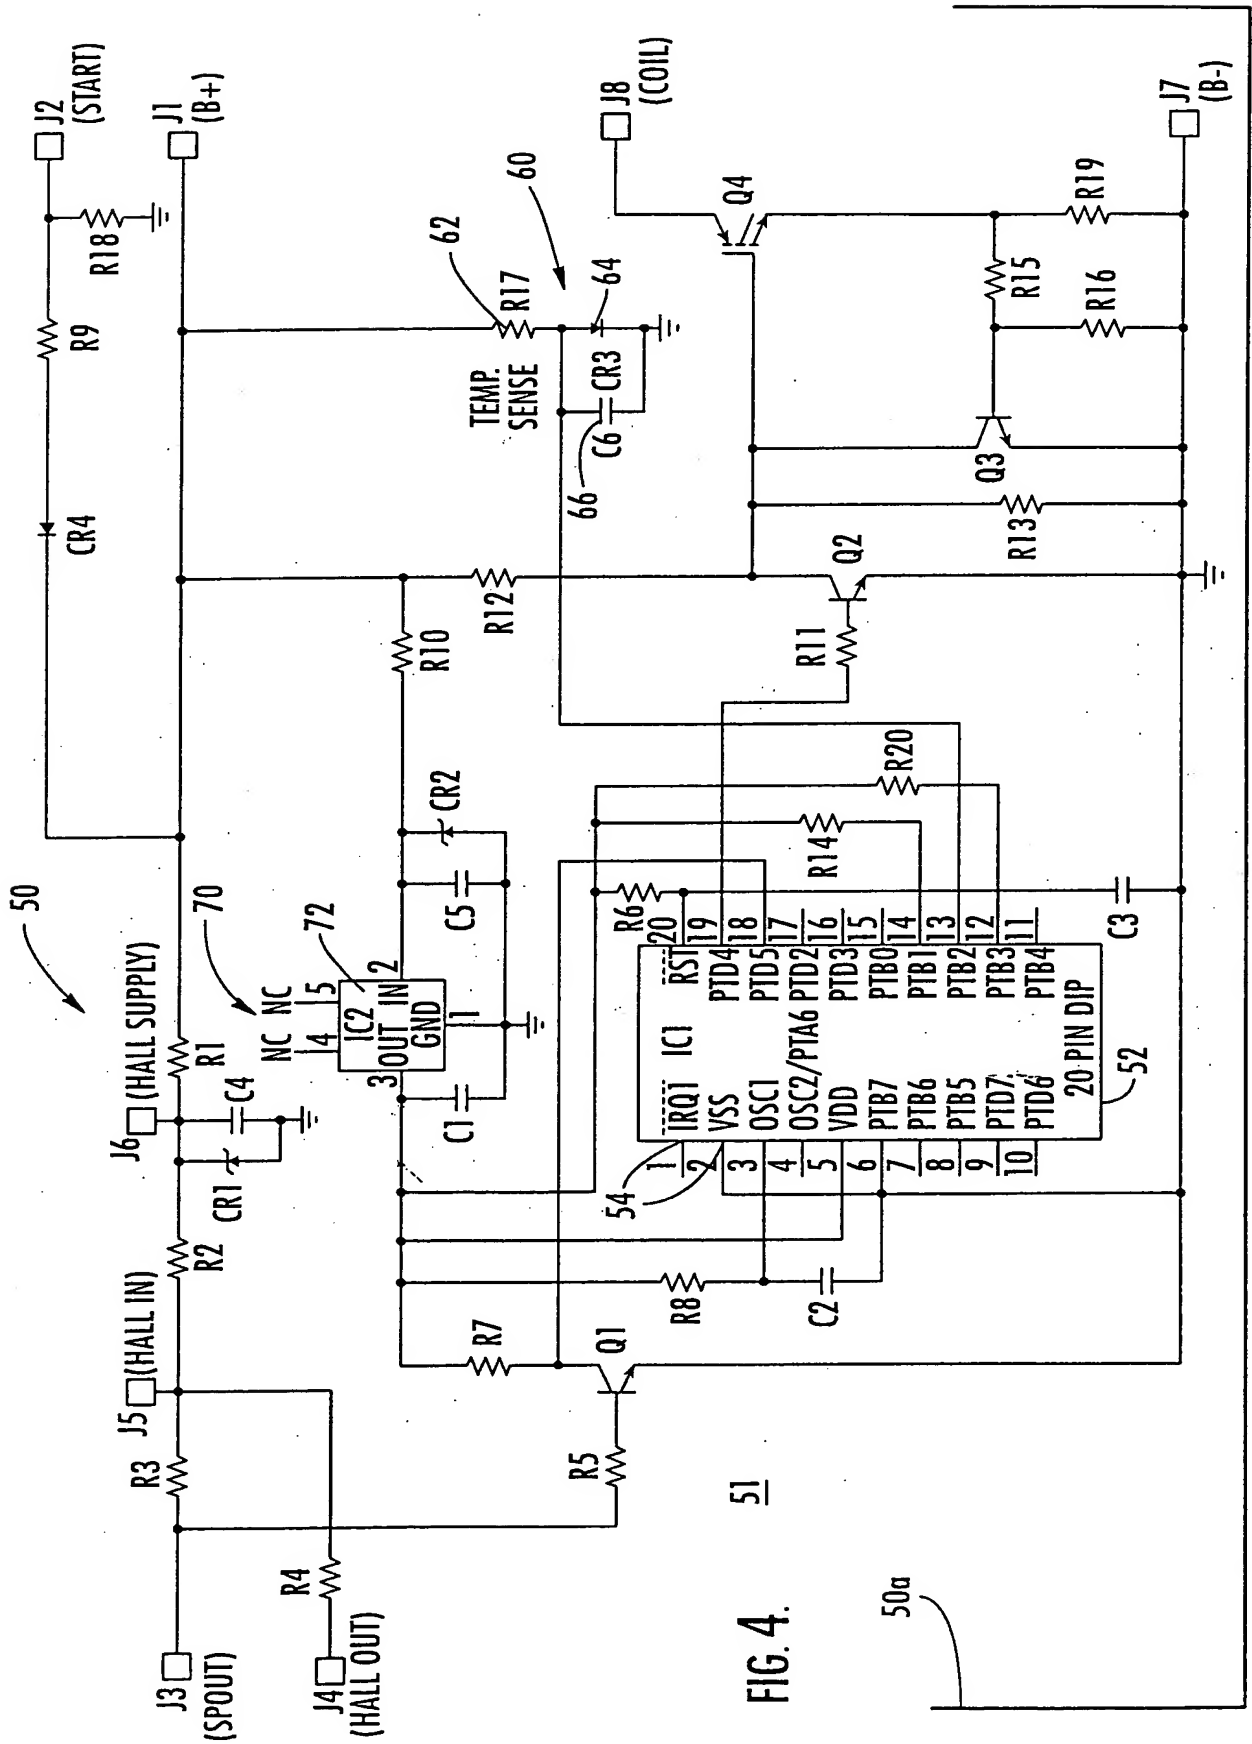 50
J6 (HALL SUPPLY)
J5 (HALL IN)
J3
(SPOUT)
J4
(HALL OUT)
J2
(START)
J1
(B+)
R3
R2
CR1
C4
R1
R4
R9
CR4
R18
70
NC NC
4 5
72
IC2
3 OUT
IN 2
GND
1
C1
C5
CR2
R10
R12
62
R17
60
TEMP.
SENSE
64
CR3
C6
66
J8
(COIL)
Q4
R7
R5
Q1
R8
C2
54
R6
R14
R20
R11
Q2
R13
Q3
R15
R16
R19
J7
(B-)
C3
IC1
1 IRQ1
2 VSS
3 OSC1
4 OSC2/PTA6
5 VDD
6 PTB7
7 PTB6
8 PTB5
9 PTD7
10 PTD6
RST 20
PTD4 19
PTD5 18
PTD2 17
PTD3 16
PTB0 15
PTB1 14
PTB2 13
PTB3 12
PTB4 11
20-PIN DIP
52
51
50a
FIG. 4.